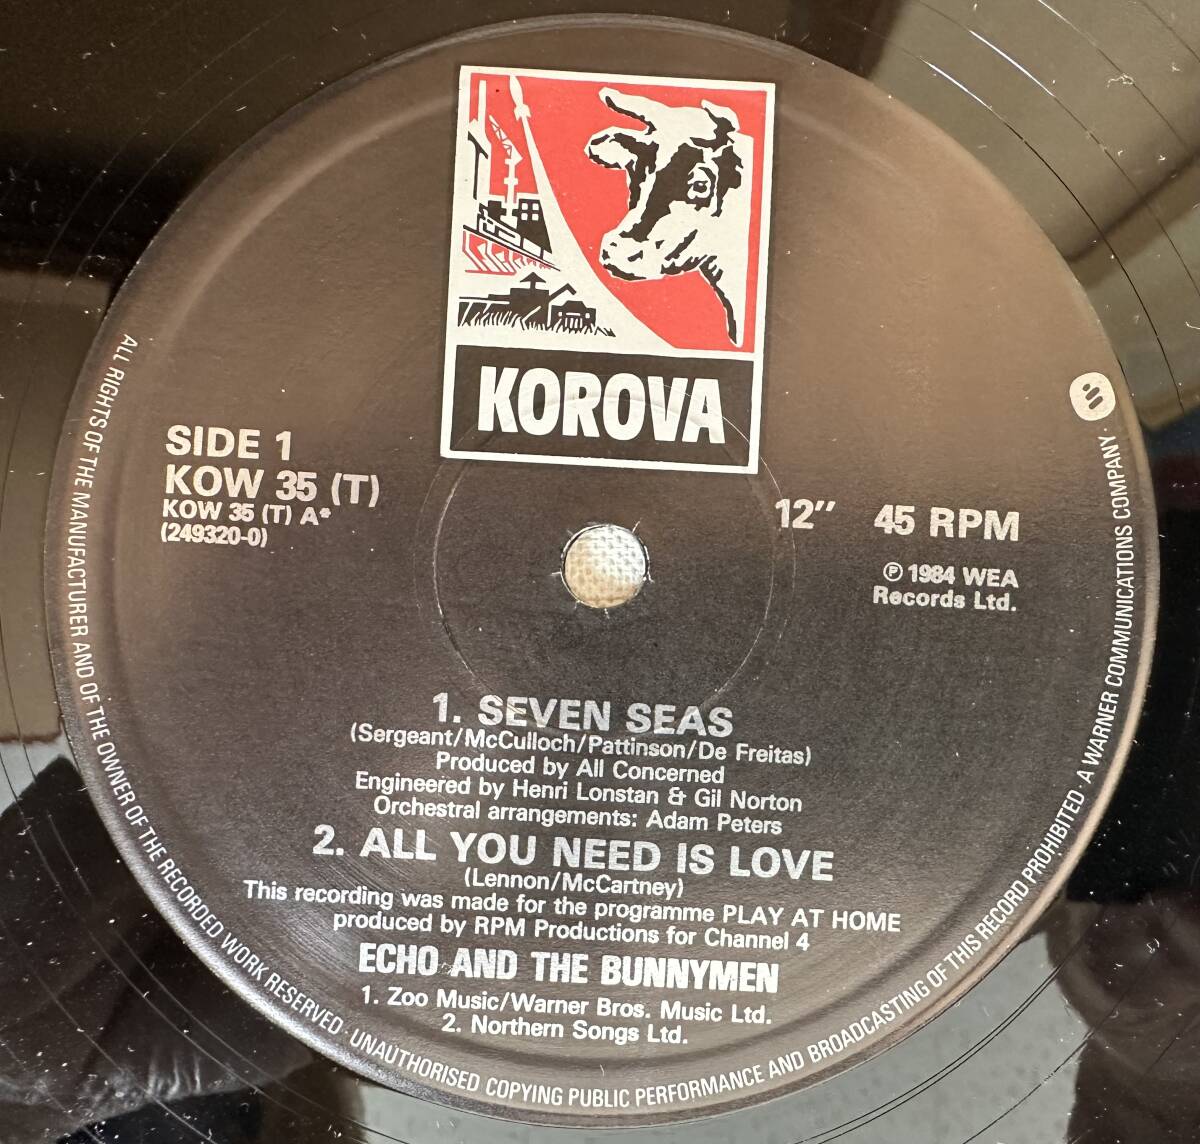 KOROVA
SIDE 1
KOW 35 (T)
KOW 35 (T) A*
(249320-0)
12" 45 RPM
℗ 1984 WEA
Records Ltd.
1. SEVEN SEAS
(Sergeant/McCulloch/Pattinson/De Freitas)
Produced by All Concerned
Engineered by Henri Lonstan & Gil Norton
Orchestral arrangements: Adam Peters
2. ALL YOU NEED IS LOVE
(Lennon/McCartney)
This recording was made for the programme PLAY AT HOME
produced by RPM Productions for Channel 4
ECHO AND THE BUNNYMEN
1. Zoo Music/Warner Bros. Music Ltd.
2. Northern Songs Ltd.
ALL RIGHTS OF THE MANUFACTURER AND OF THE OWNER OF THE RECORDED WORK RESERVED · UNAUTHORISED COPYING PUBLIC PERFORMANCE AND BROADCASTING OF THIS RECORD PROHIBITED · A WARNER COMMUNICATIONS COMPANY ·